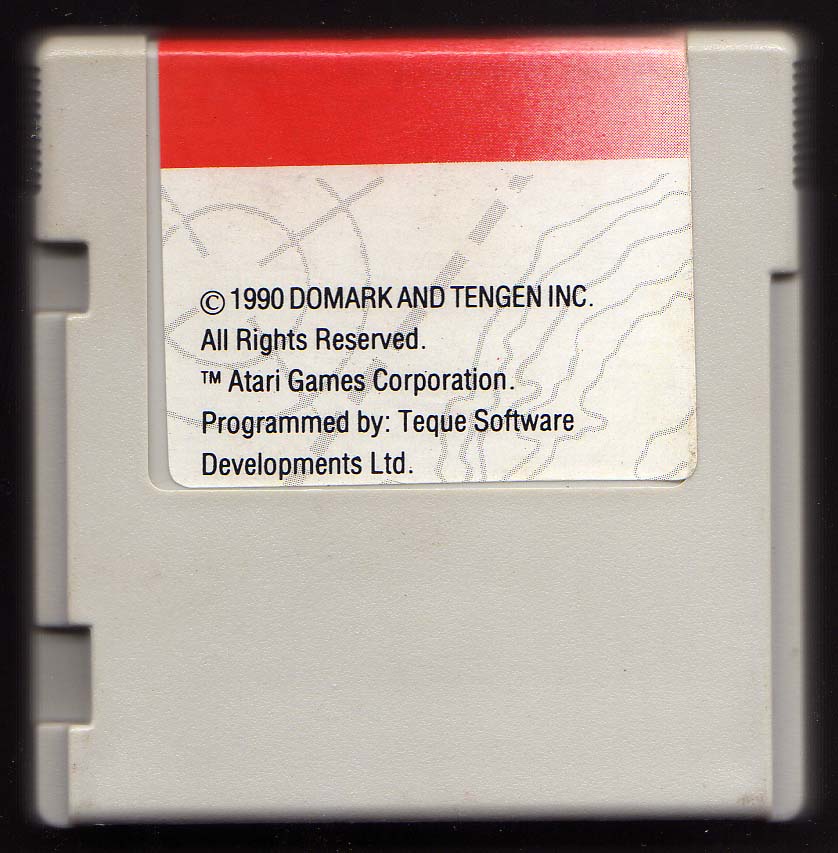 © 1990 DOMARK AND TENGEN INC.
All Rights Reserved.
™ Atari Games Corporation.
Programmed by: Teque Software
Developments Ltd.